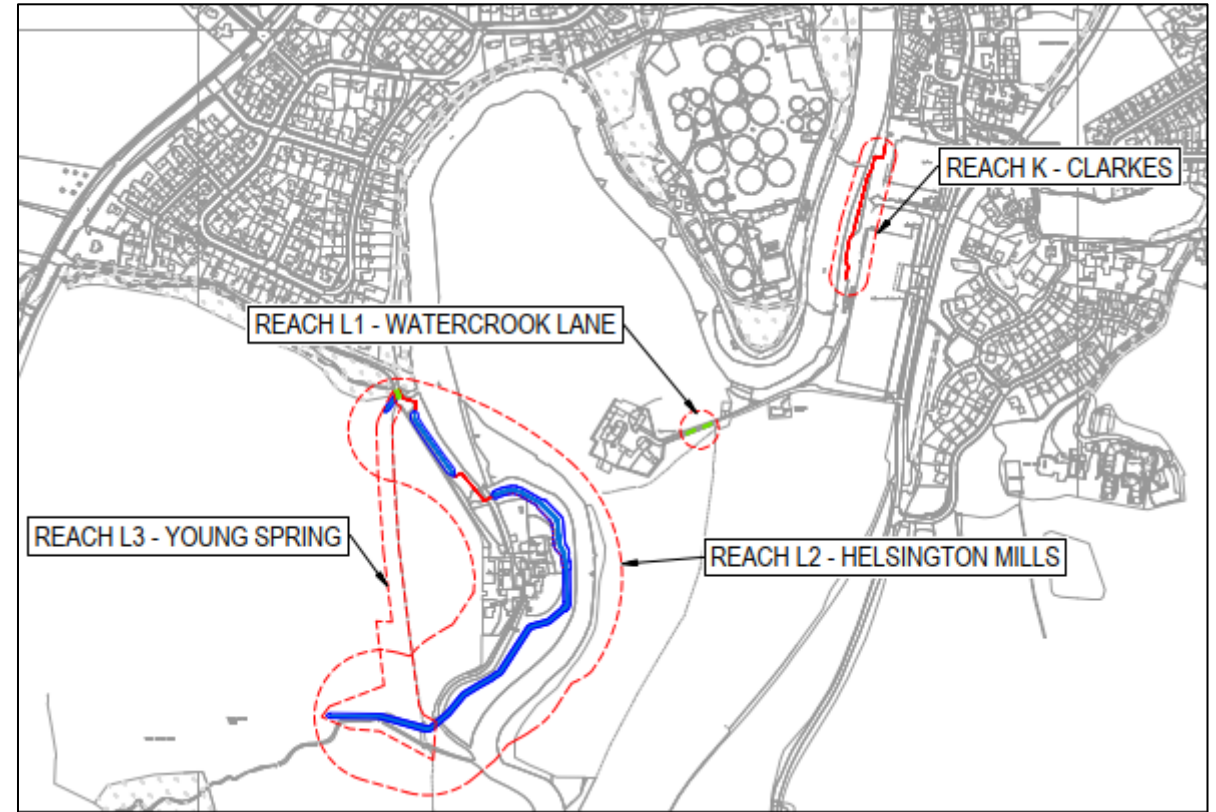 REACH K - CLARKES
REACH L1 - WATERCROOK LANE
REACH L3 - YOUNG SPRING
REACH L2 - HELSINGTON MILLS